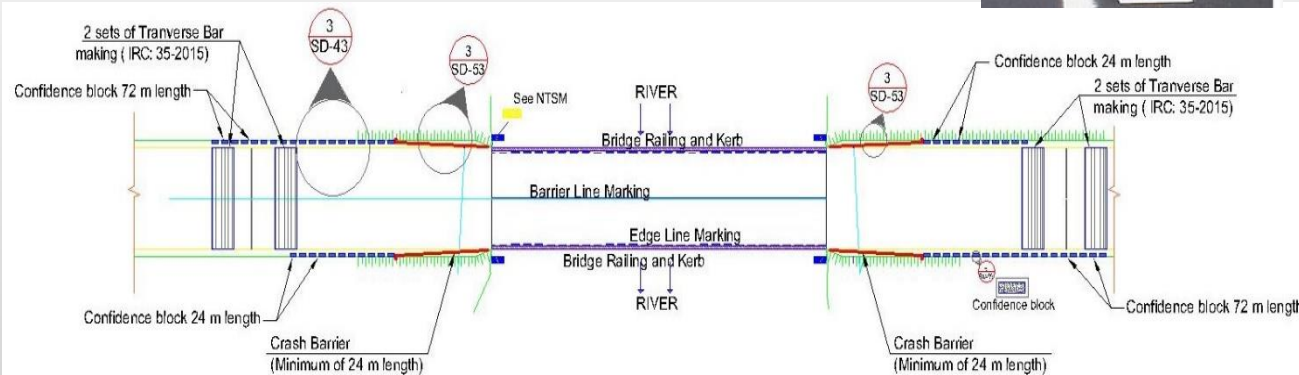 2 sets of Tranverse Bar
making ( IRC: 35-2015)
Confidence block 72 m length
3
SD-43
3
SD-53
See NTSM
RIVER
Bridge Railing and Kerb
Barrier Line Marking
Edge Line Marking
Bridge Railing and Kerb
RIVER
3
SD-53
Confidence block 24 m length
2 sets of Tranverse Bar
making ( IRC: 35-2015)
Confidence block 24 m length
Crash Barrier
(Minimum of 24 m length)
Confidence block
Confidence block 72 m length
Crash Barrier
(Minimum of 24 m length)